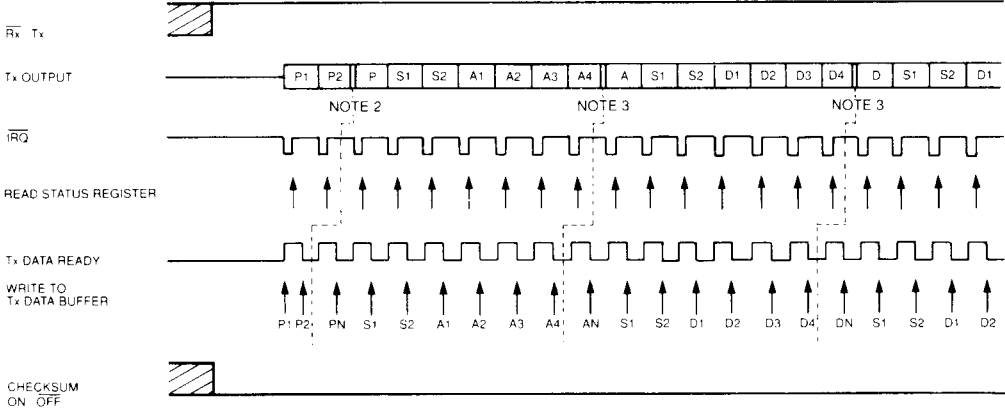 Rx Tx
Tx OUTPUT
P1 P2 P S1 S2 A1 A2 A3 A4 A S1 S2 D1 D2 D3 D4 D S1 S2 D1
NOTE 2 NOTE 3 NOTE 3
IRQ
READ STATUS REGISTER
Tx DATA READY
WRITE TO
Tx DATA BUFFER
P1 P2 PN S1 S2 A1 A2 A3 A4 AN S1 S2 D1 D2 D3 D4 DN S1 S2 D1 D2
CHECKSUM
ON OFF